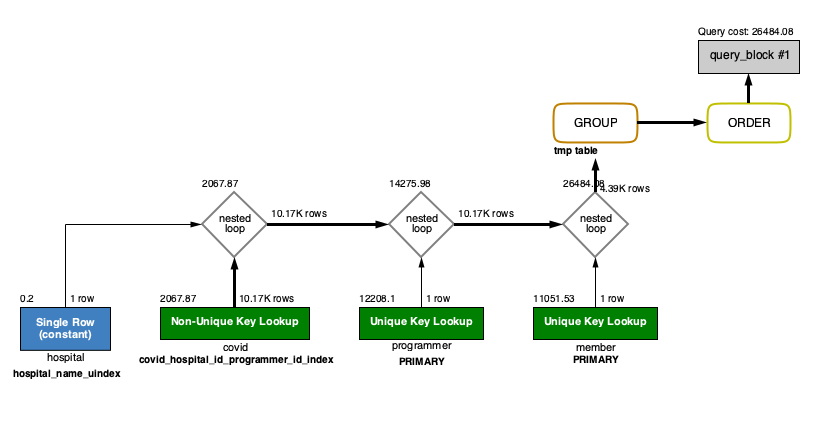 Query cost: 26484.08
query_block #1
GROUP
ORDER
tmp table
2067.87
14275.98
26484.08
4.39K rows
nested
loop
10.17K rows
nested
loop
10.17K rows
nested
loop
0.2
1 row
2067.87
10.17K rows
12208.1
1 row
11051.53
1 row
Single Row
(constant)
Non-Unique Key Lookup
Unique Key Lookup
Unique Key Lookup
hospital
covid
programmer
member
hospital_name_uindex
covid_hospital_id_programmer_id_index
PRIMARY
PRIMARY